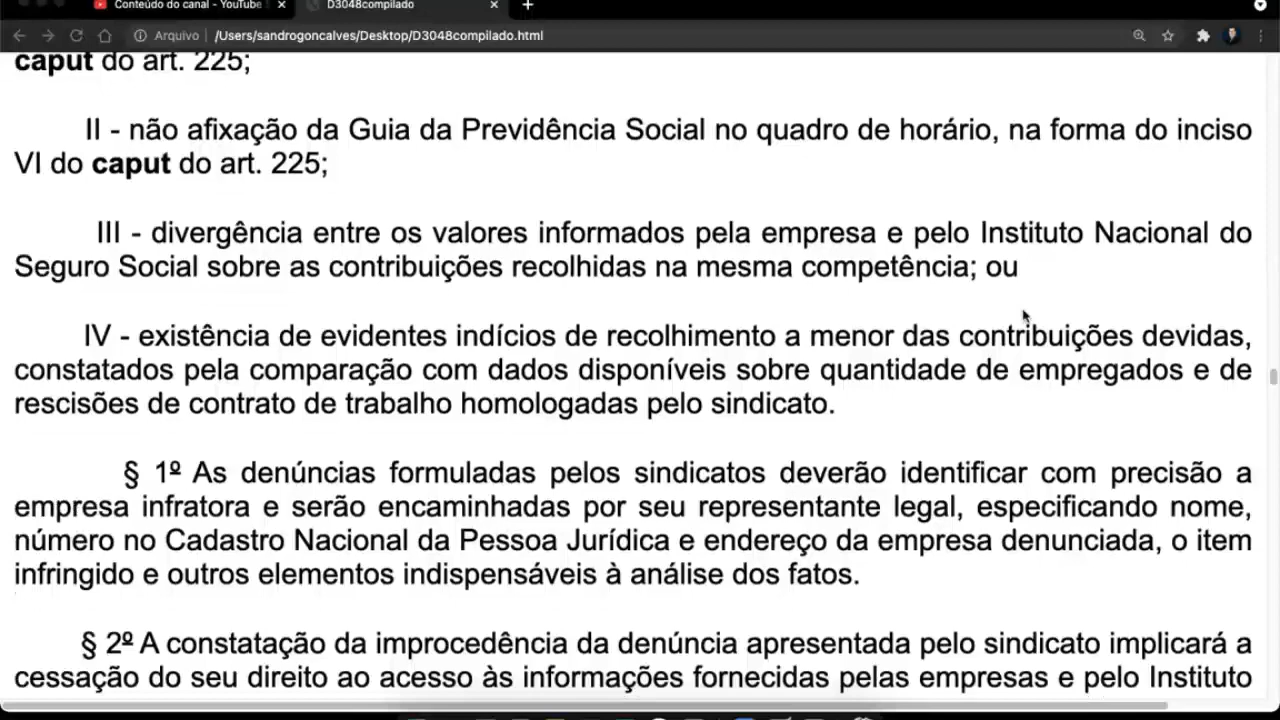 Conteúdo do canal - YouTube
D3048compilado
Arquivo | /Users/sandrogoncalves/Desktop/D3048compilado.html
caput do art. 225;
II - não afixação da Guia da Previdência Social no quadro de horário, na forma do inciso
VI do caput do art. 225;
III - divergência entre os valores informados pela empresa e pelo Instituto Nacional do
Seguro Social sobre as contribuições recolhidas na mesma competência; ou
IV - existência de evidentes indícios de recolhimento a menor das contribuições devidas,
constatados pela comparação com dados disponíveis sobre quantidade de empregados e de
rescisões de contrato de trabalho homologadas pelo sindicato.
§ 1º As denúncias formuladas pelos sindicatos deverão identificar com precisão a
empresa infratora e serão encaminhadas por seu representante legal, especificando nome,
número no Cadastro Nacional da Pessoa Jurídica e endereço da empresa denunciada, o item
infringido e outros elementos indispensáveis à análise dos fatos.
§ 2º A constatação da improcedência da denúncia apresentada pelo sindicato implicará a
cessação do seu direito ao acesso às informações fornecidas pelas empresas e pelo Instituto